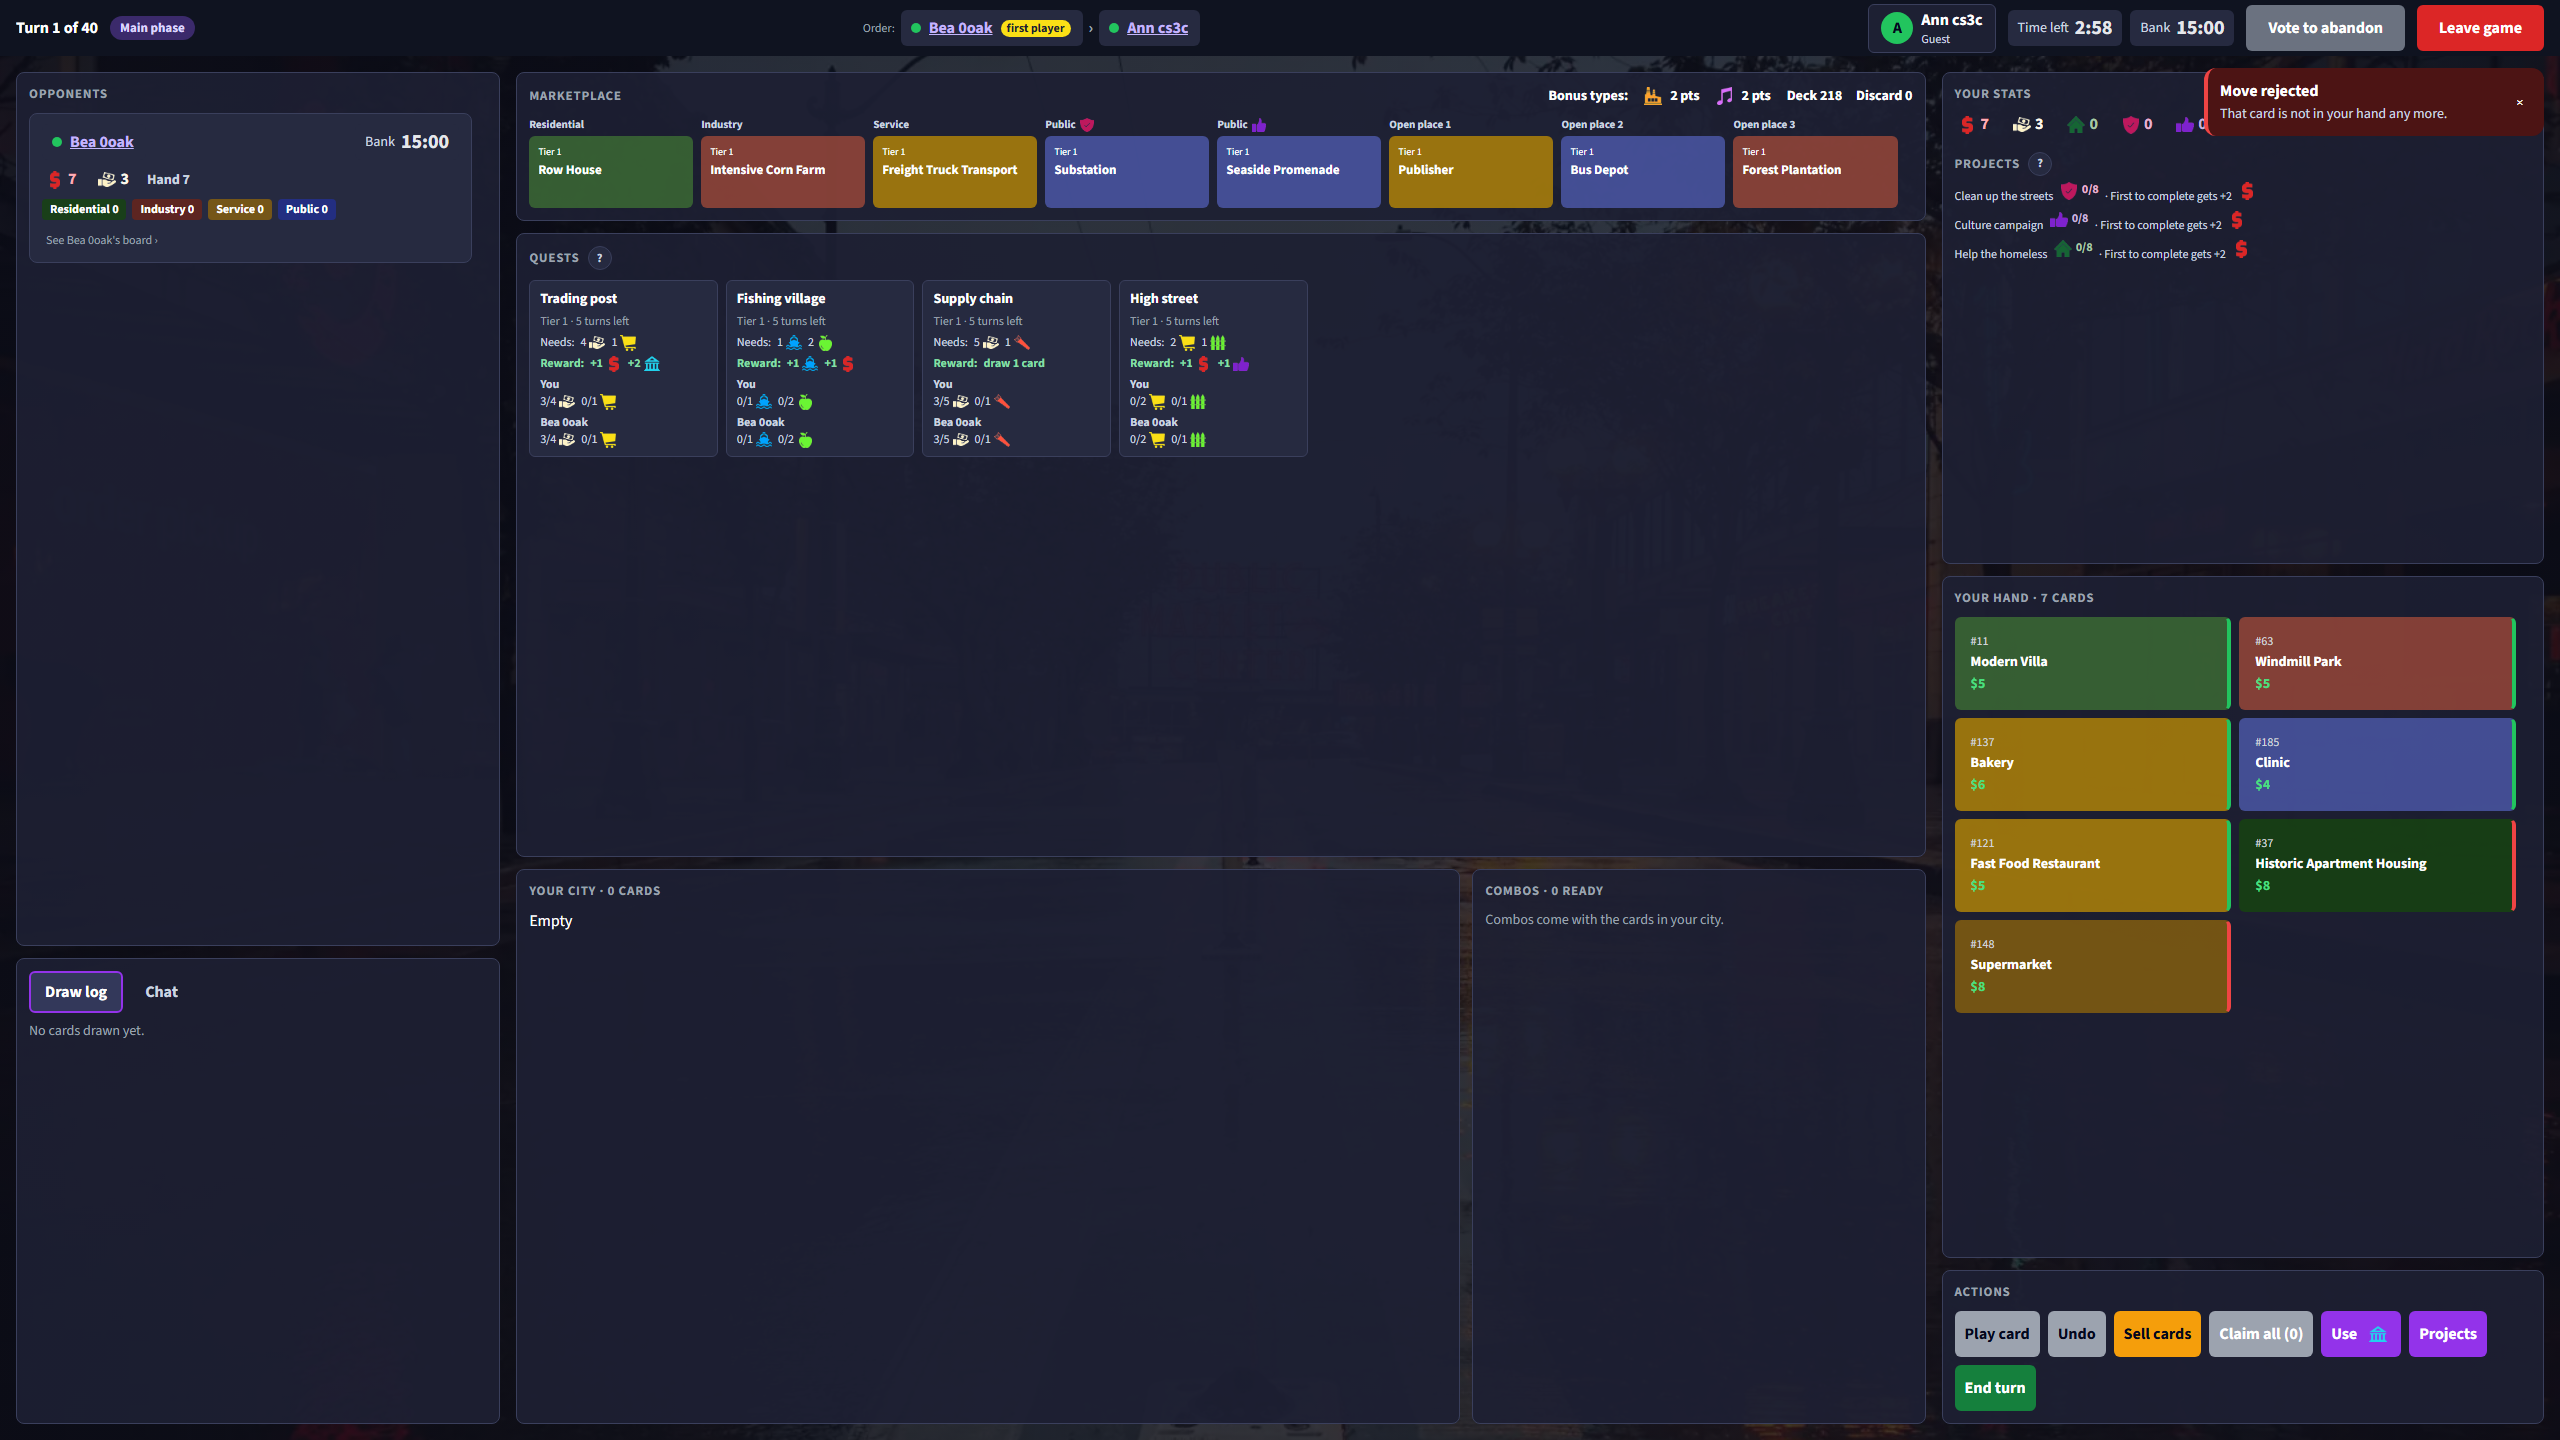 Turn 1 of 40 Main phase
Order: Bea 0oak first player › Ann cs3c
A Ann cs3c
Guest
Time left 2:58 Bank 15:00 Vote to abandon Leave game
OPPONENTS
Bea 0oak Bank 15:00
7 3 Hand 7
Residential 0 Industry 0 Service 0 Public 0
See Bea 0oak's board ›
Draw log Chat
No cards drawn yet.
MARKETPLACE Bonus types: 2 pts 2 pts Deck 218 Discard 0
Residential Industry Service Public Public Open place 1 Open place 2 Open place 3
Tier 1 Tier 1 Tier 1 Tier 1 Tier 1 Tier 1 Tier 1 Tier 1
Row House Intensive Corn Farm Freight Truck Transport Substation Seaside Promenade Publisher Bus Depot Forest Plantation
QUESTS ?
Trading post
Tier 1 · 5 turns left
Needs: 4 1
Reward: +1 +2
You
3/4 0/1
Bea 0oak
3/4 0/1
Fishing village
Tier 1 · 5 turns left
Needs: 1 2
Reward: +1 +1
You
0/1 0/2
Bea 0oak
0/1 0/2
Supply chain
Tier 1 · 5 turns left
Needs: 5 1
Reward: draw 1 card
You
3/5 0/1
Bea 0oak
3/5 0/1
High street
Tier 1 · 5 turns left
Needs: 2 1
Reward: +1 +1
You
0/2 0/1
Bea 0oak
0/2 0/1
YOUR CITY · 0 CARDS
Empty
COMBOS · 0 READY
Combos come with the cards in your city.
YOUR STATS
$ 7 3 0 0 0
Move rejected ×
That card is not in your hand any more.
PROJECTS ?
Clean up the streets 0/8 · First to complete gets +2
Culture campaign 0/8 · First to complete gets +2
Help the homeless 0/8 · First to complete gets +2
YOUR HAND · 7 CARDS
#11
Modern Villa
$5
#63
Windmill Park
$5
#137
Bakery
$6
#185
Clinic
$4
#121
Fast Food Restaurant
$5
#37
Historic Apartment Housing
$8
#148
Supermarket
$8
ACTIONS
Play card Undo Sell cards Claim all (0) Use Projects
End turn